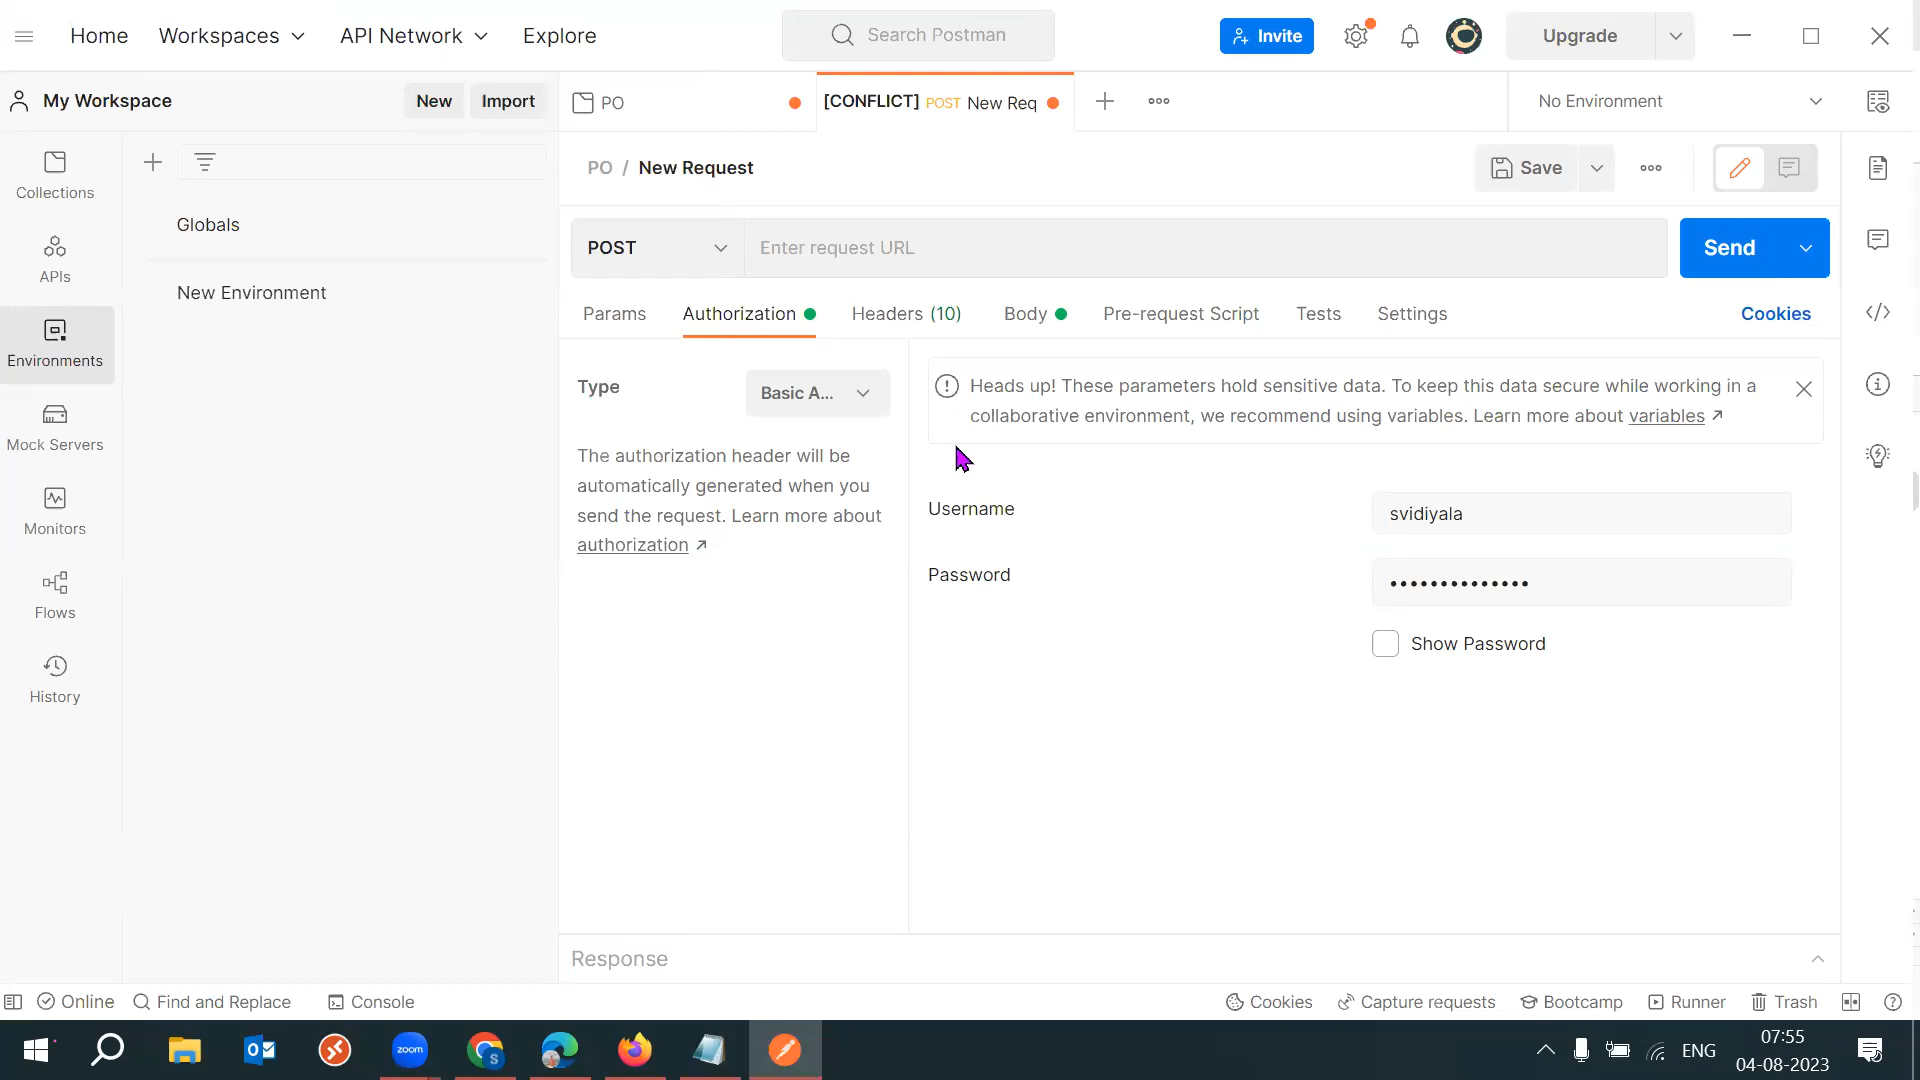 Home Workspaces API Network Explore Search Postman Invite Upgrade
My Workspace New Import PO [CONFLICT] POST New Req No Environment
Collections
APIs
Environments
Mock Servers
Monitors
Flows
History
Globals
New Environment
PO / New Request Save
POST Enter request URL Send
Params Authorization Headers (10) Body Pre-request Script Tests Settings Cookies
Type Basic A...
The authorization header will be
automatically generated when you
send the request. Learn more about
authorization
Heads up! These parameters hold sensitive data. To keep this data secure while working in a
collaborative environment, we recommend using variables. Learn more about variables
Username svidiyala
Password ••••••••••••••
Show Password
Response
Online Find and Replace Console Cookies Capture requests Bootcamp Runner Trash
zoom S ENG 07:55
04-08-2023